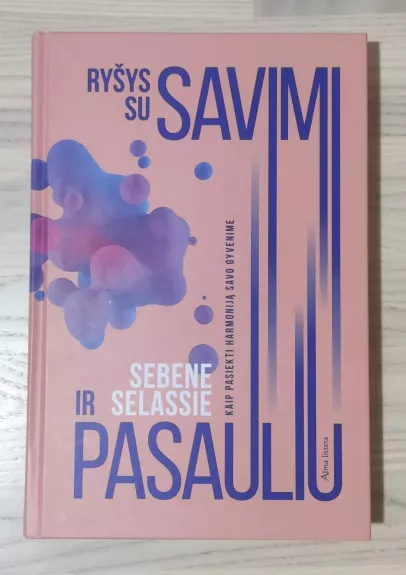 RYŠYS
SU
SAVIMI
KAIP PASIEKTI HARMONIJĄ SAVO GYVENIME
SEBENE
SELASSIE
IR
PASAULIU
Alma littera